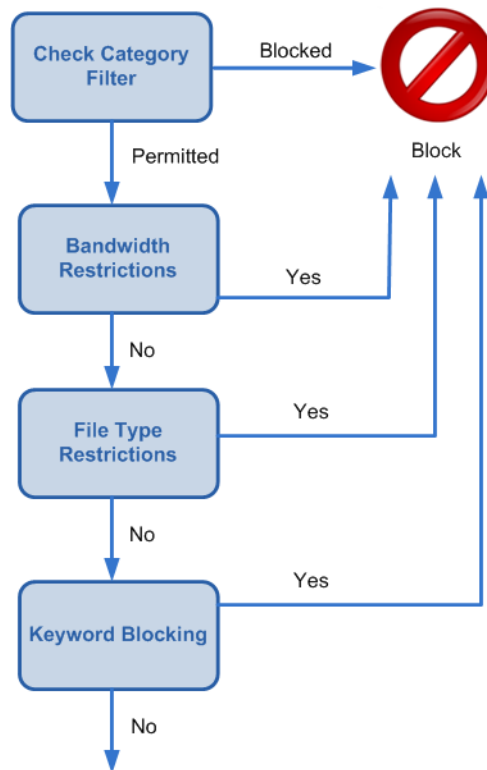 Check Category
Filter
Blocked
Block
Permitted
Bandwidth
Restrictions
Yes
No
File Type
Restrictions
Yes
No
Keyword Blocking
Yes
No